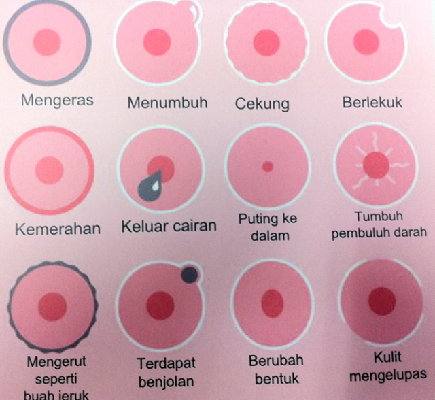 Mengeras
Menumbuh
Cekung
Berlekuk
Kemerahan
Keluar cairan
Puting ke
dalam
Tumbuh
pembuluh darah
Mengerut
seperti
buah jeruk
Terdapat
benjolan
Berubah
bentuk
Kulit
mengelupas